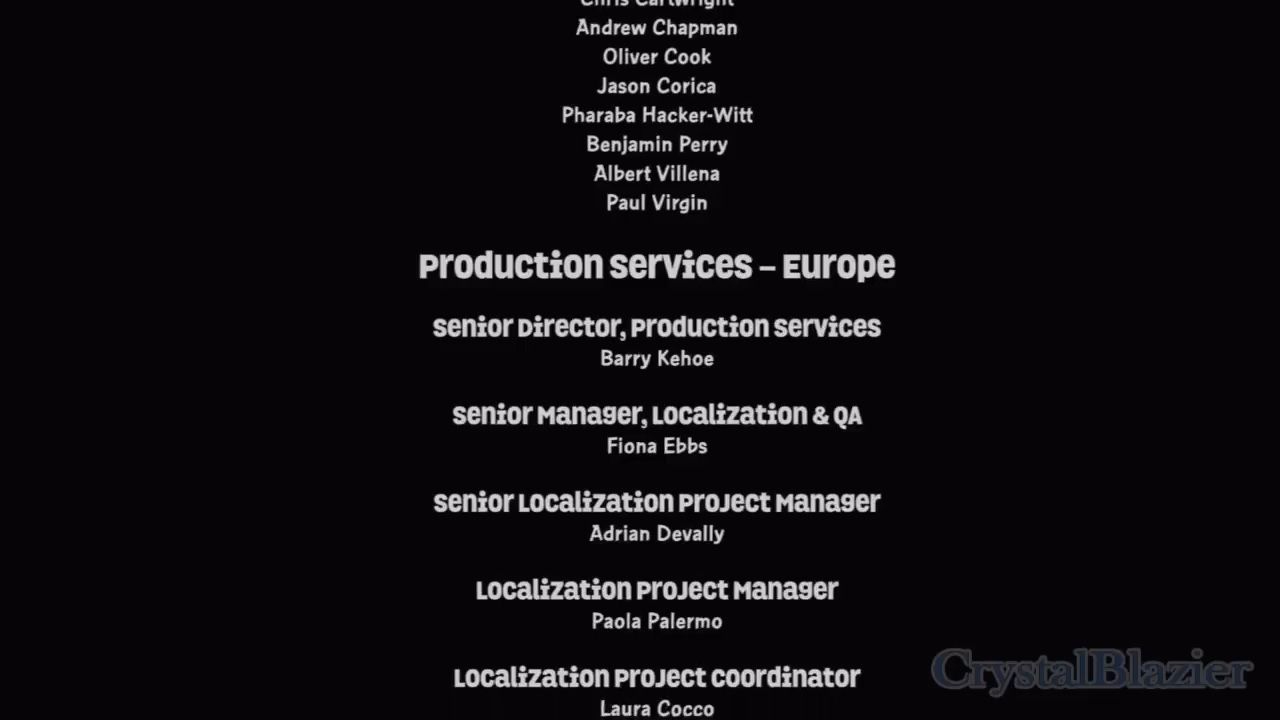 Chris Cartwright
Andrew Chapman
Oliver Cook
Jason Corica
Pharaba Hacker-Witt
Benjamin Perry
Albert Villena
Paul Virgin
Production Services – Europe
Senior Director, Production Services
Barry Kehoe
Senior Manager, Localization & QA
Fiona Ebbs
Senior Localization Project Manager
Adrian Devally
Localization Project Manager
Paola Palermo
Localization Project Coordinator
Laura Cocco
CrystalBlazier